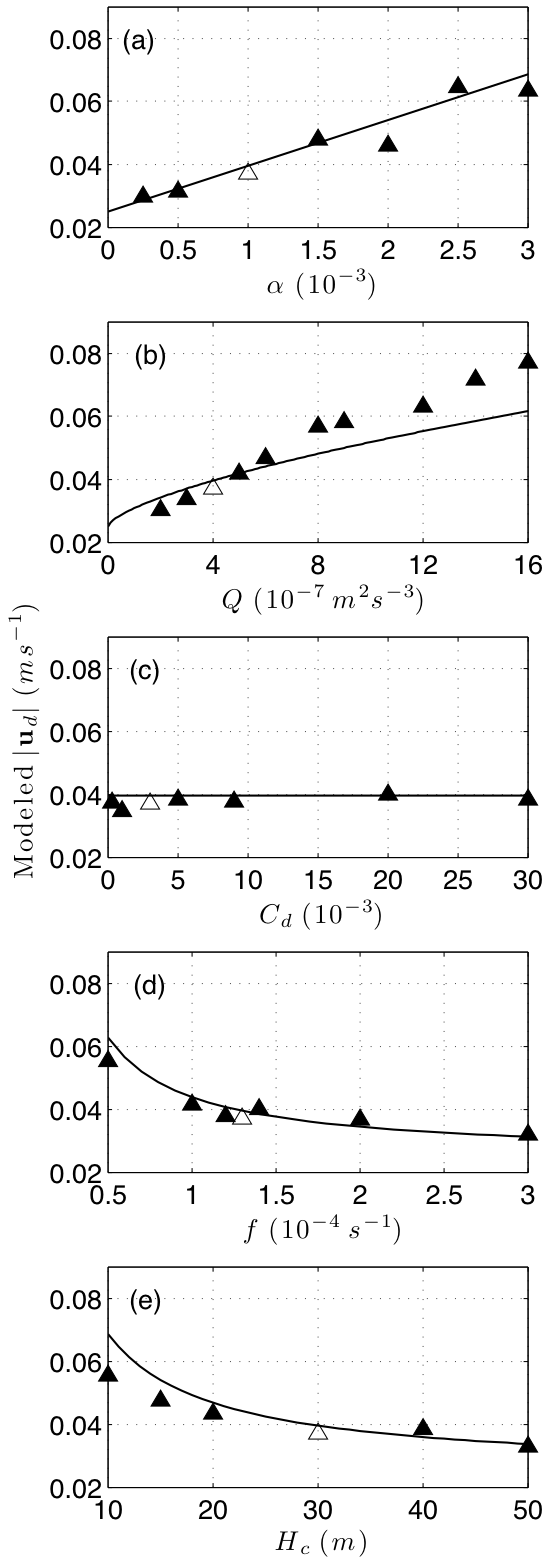 (a)
0.08
0.06
0.04
0.02
0 0.5 1 1.5 2 2.5 3
α (10⁻³)
(b)
0.08
0.06
0.04
0.02
0 4 8 12 16
Q (10⁻⁷ m²s⁻³)
Modeled |u_d| (ms⁻¹)
(c)
0.08
0.06
0.04
0.02
0 5 10 15 20 25 30
C_d (10⁻³)
(d)
0.08
0.06
0.04
0.02
0.5 1 1.5 2 2.5 3
f (10⁻⁴ s⁻¹)
(e)
0.08
0.06
0.04
0.02
10 20 30 40 50
H_c (m)